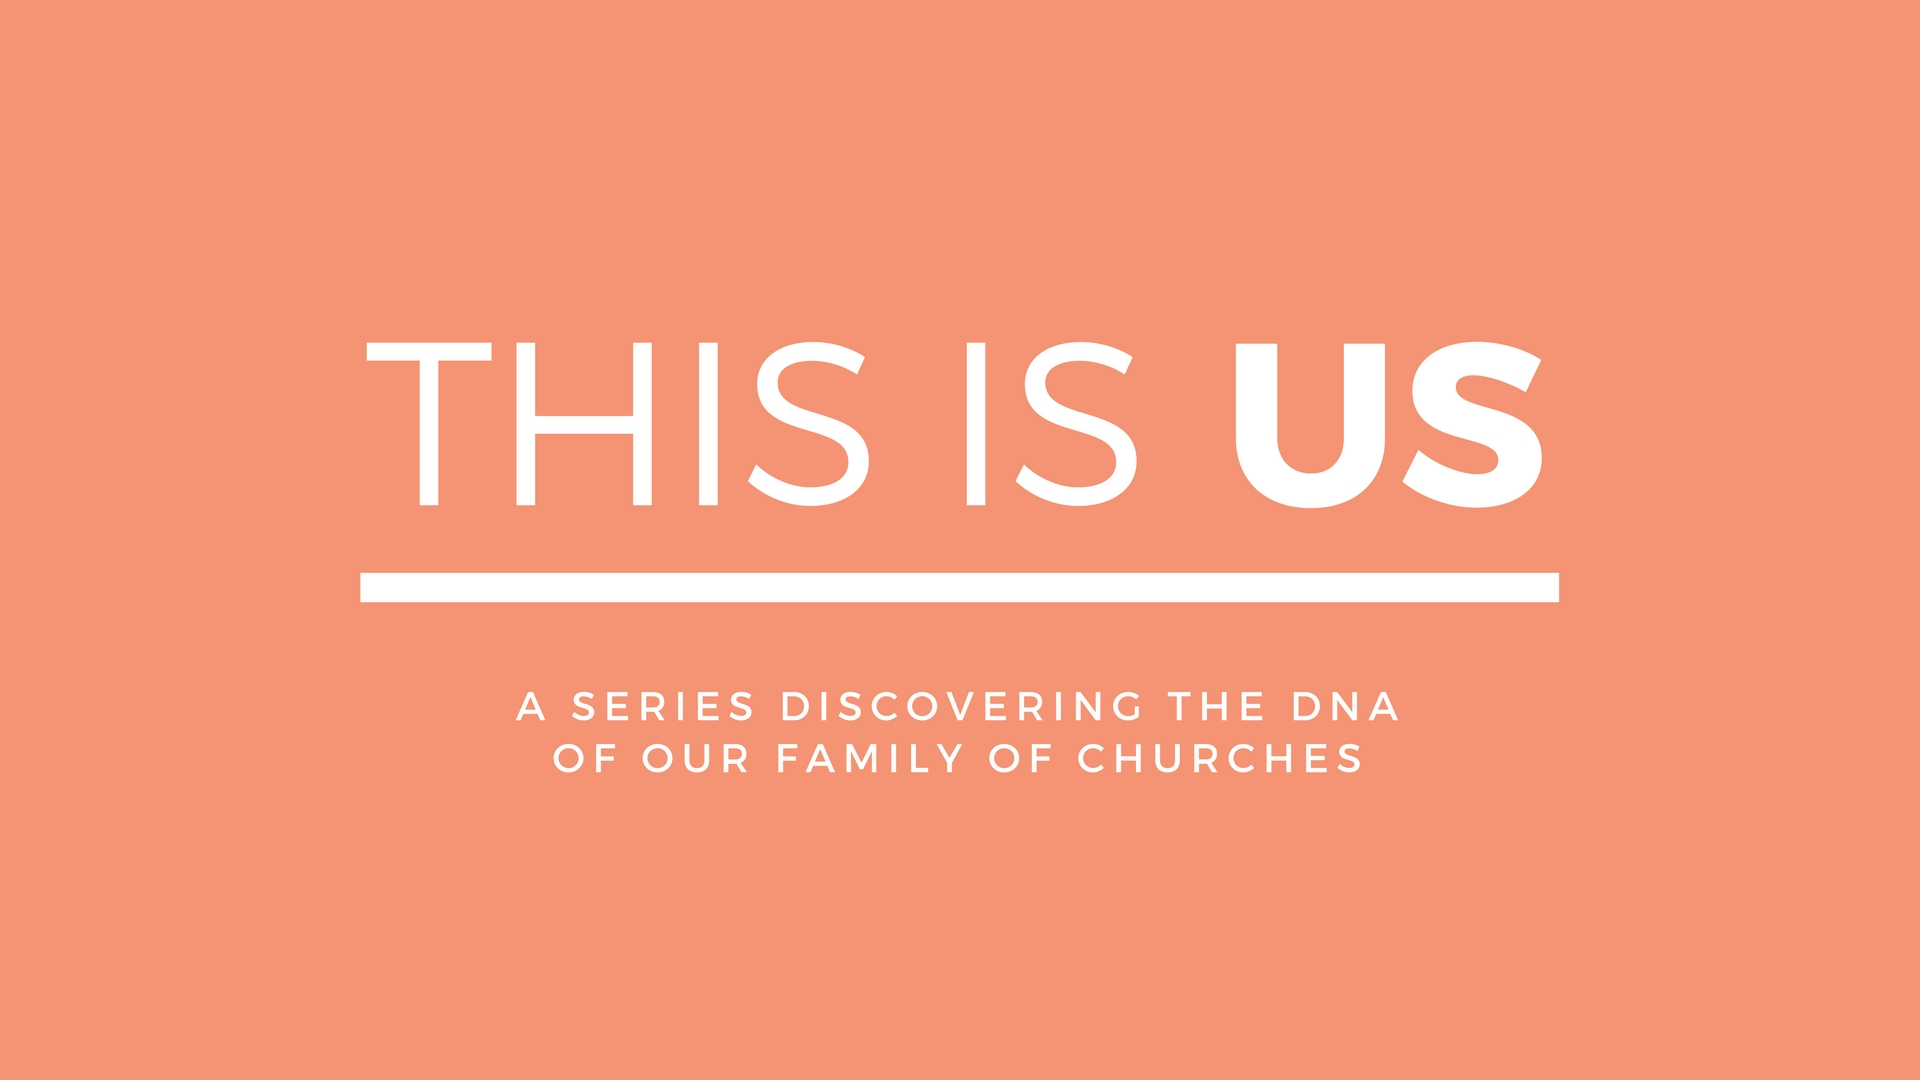 THIS IS US
A SERIES DISCOVERING THE DNA
OF OUR FAMILY OF CHURCHES